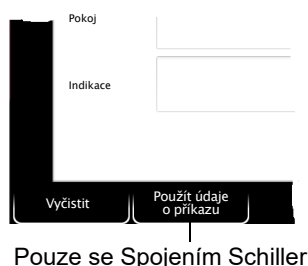 Pokoj
Indikace
Vyčistit
Použít údaje
o příkazu
Pouze se Spojením Schiller